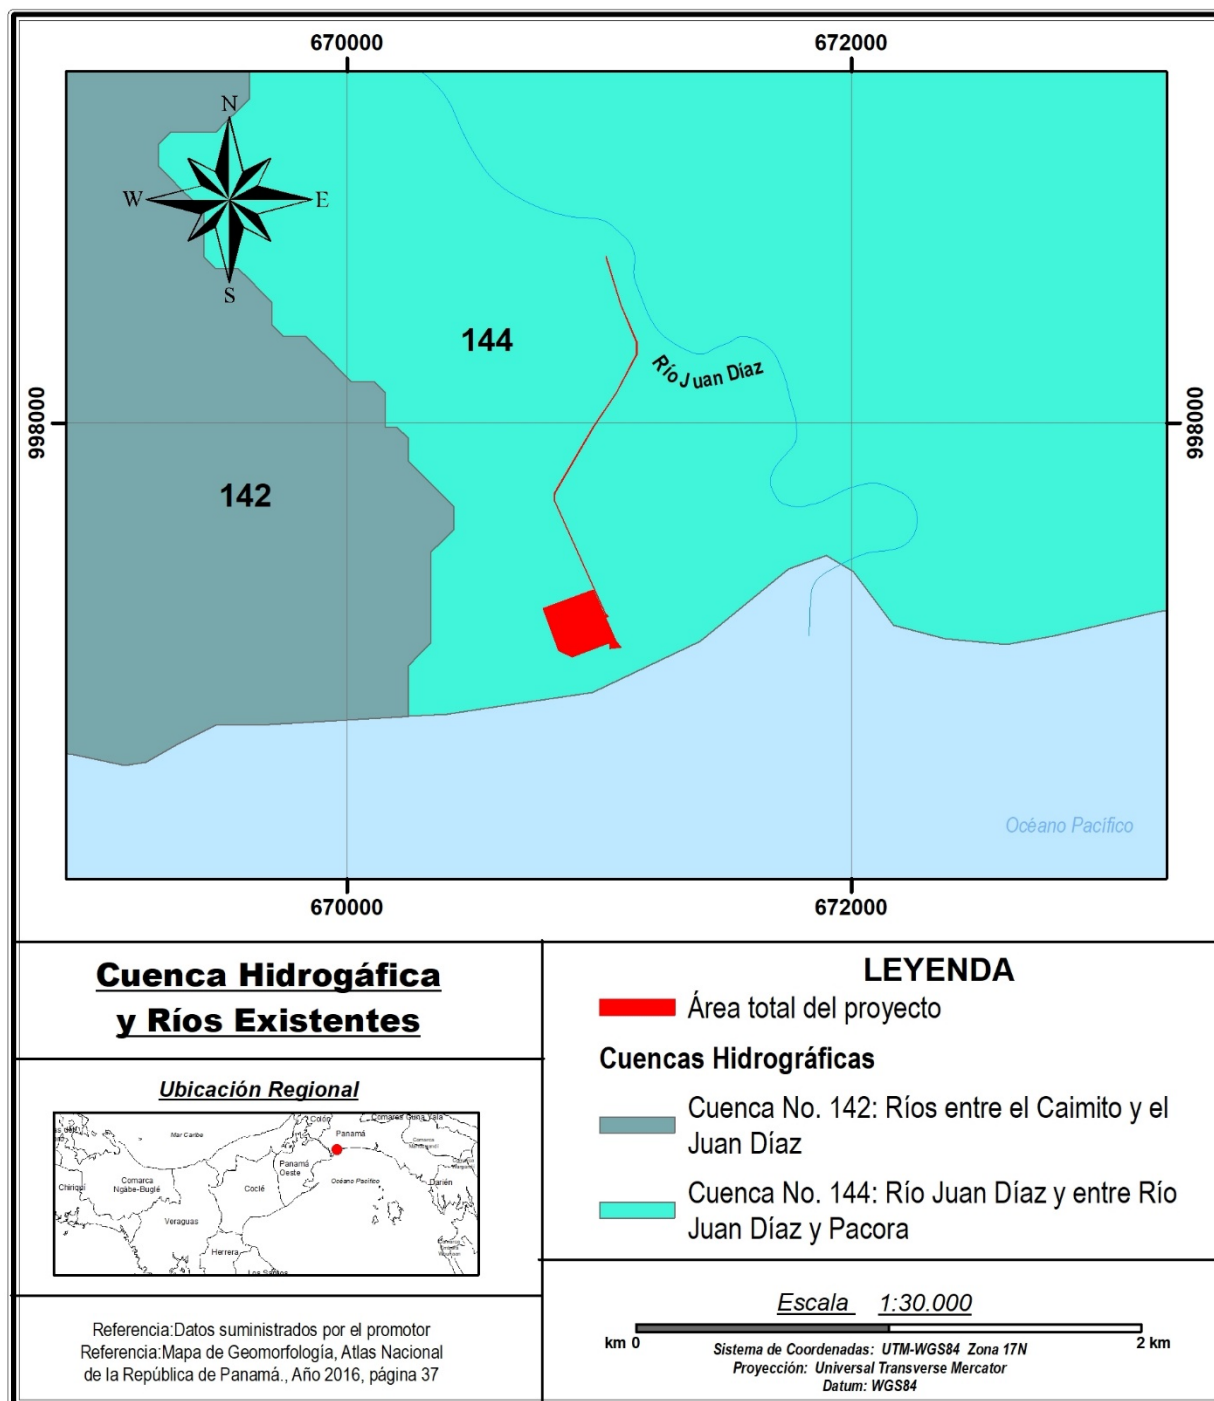 670000
672000
N
W
E
S
144
Río Juan Díaz
998000
998000
142
Océano Pacífico
670000
672000
Cuenca Hidrogáfica
y Ríos Existentes
LEYENDA
Área total del proyecto
Cuencas Hidrográficas
Cuenca No. 142: Ríos entre el Caimito y el
Juan Díaz
Cuenca No. 144: Río Juan Díaz y entre Río
Juan Díaz y Pacora
Ubicación Regional
Colón
Comarca Guna Yala
Mar Caribe
Panamá
Panamá
Oeste
Océano Pacífico
Chiriquí
Comarca
Ngäbe-Buglé
Coclé
Darién
Veraguas
Herrera
Los Santos
Escala 1:30.000
km 0
2 km
Sistema de Coordenadas: UTM-WGS84 Zona 17N
Proyección: Universal Transverse Mercator
Datum: WGS84
Referencia:Datos suministrados por el promotor
Referencia:Mapa de Geomorfología, Atlas Nacional
de la República de Panamá., Año 2016, página 37